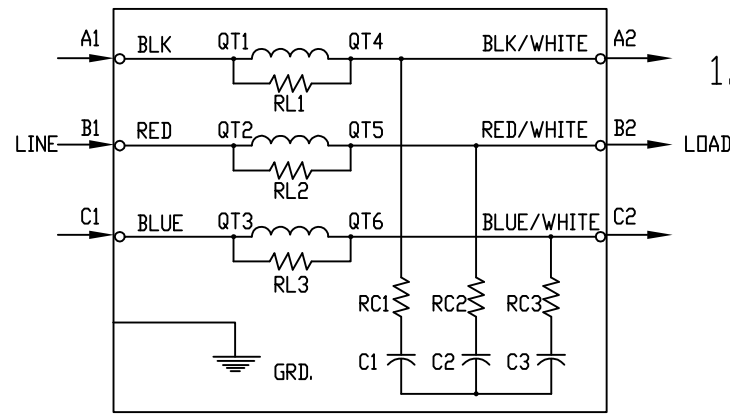 A1 BLK QT1 QT4 BLK/WHITE A2
RL1
1.
B1 RED QT2 QT5 RED/WHITE B2
LINE LOAD
RL2
C1 BLUE QT3 QT6 BLUE/WHITE C2
RL3
RC1 RC2 RC3
C1 C2 C3
GRD.